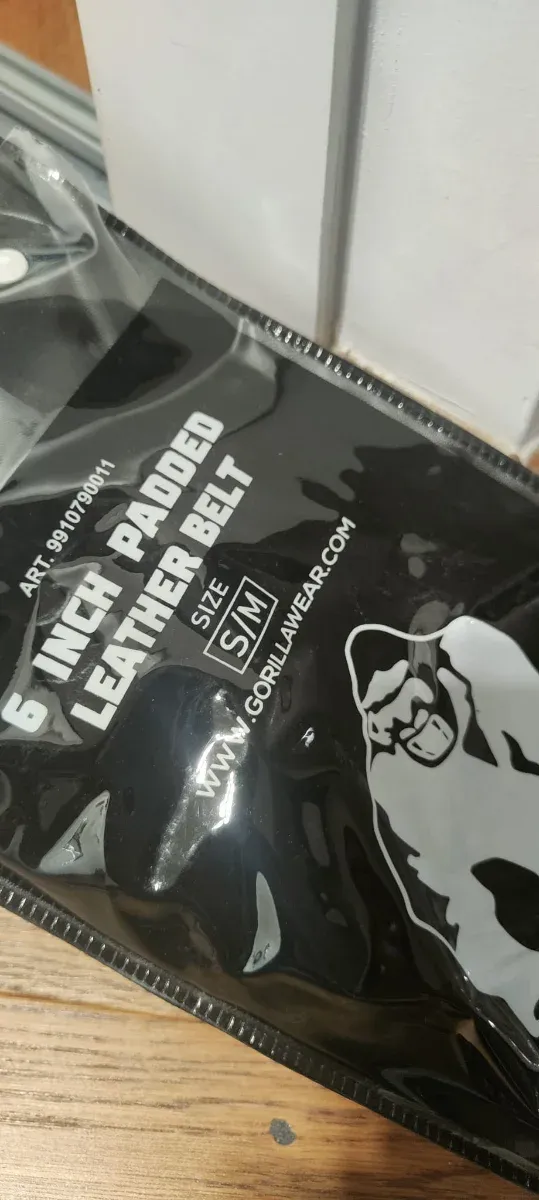 ART. 9910790011
6 INCH PADDED
LEATHER BELT
SIZE
S/M
WWW.GORILLAWEAR.COM